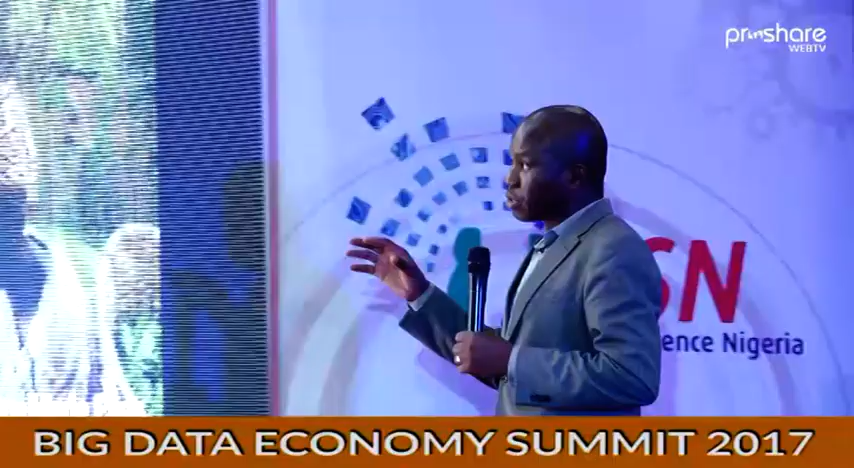 proshare
WEBTV
SN
ence Nigeria
BIG DATA ECONOMY SUMMIT 2017